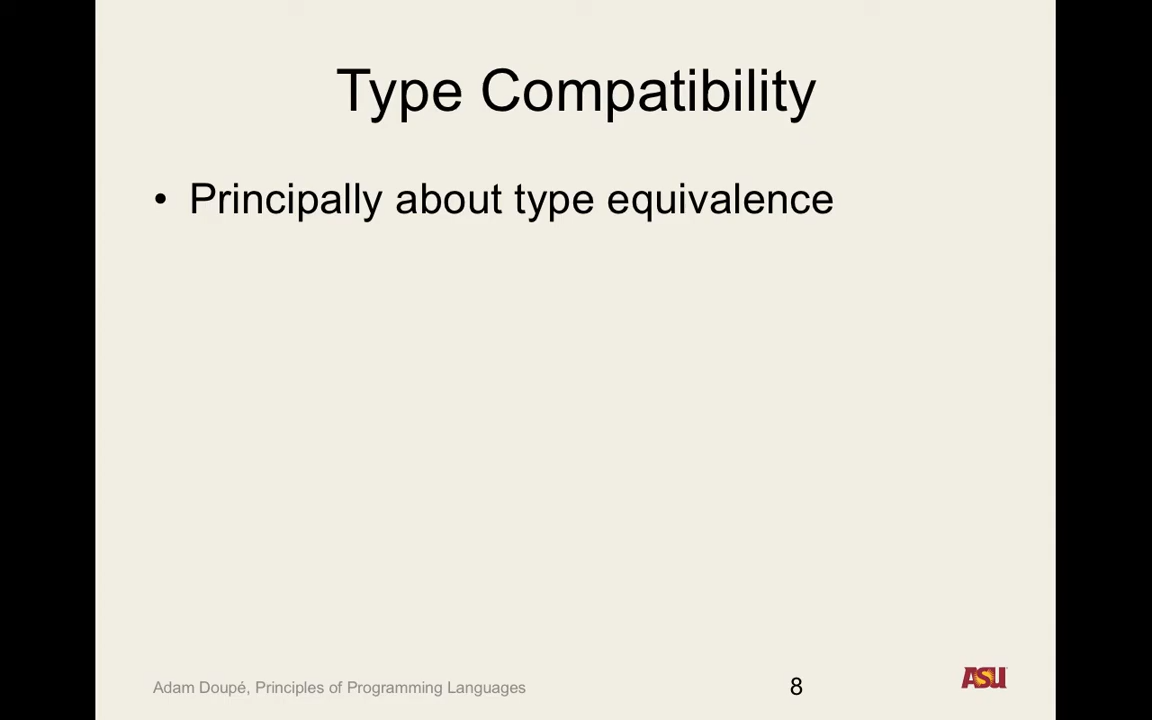 Type Compatibility
• Principally about type equivalence
Adam Doupé, Principles of Programming Languages
8
ASU